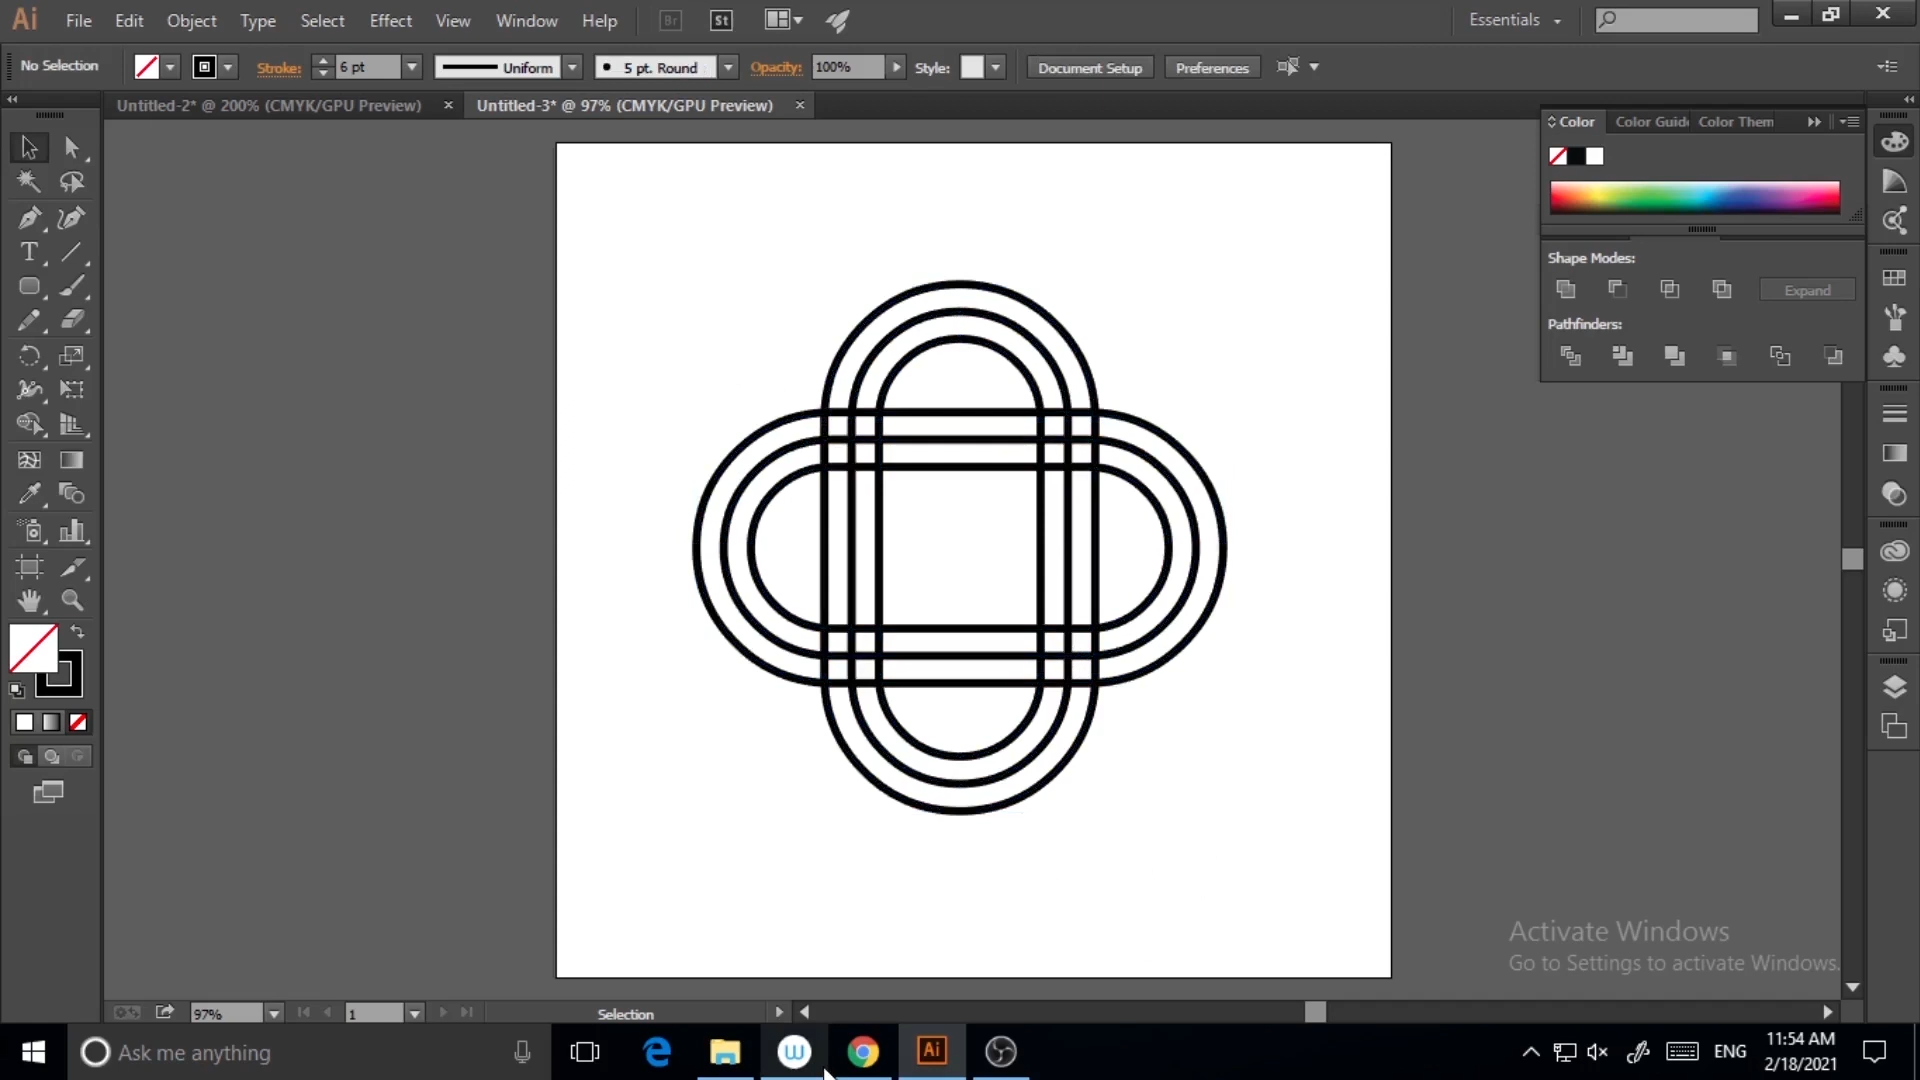 Ai File Edit Object Type Select Effect View Window Help Br St Essentials
No Selection Stroke: 6 pt Uniform 5 pt. Round Opacity: 100% Style: Document Setup Preferences
Untitled-2* @ 200% (CMYK/GPU Preview) × Untitled-3* @ 97% (CMYK/GPU Preview) ×
Color Color Guid Color Them
Shape Modes:
Expand
Pathfinders:
T
Activate Windows
Go to Settings to activate Windows.
97% 1 Selection
Ask me anything
Ai
ENG
11:54 AM
2/18/2021